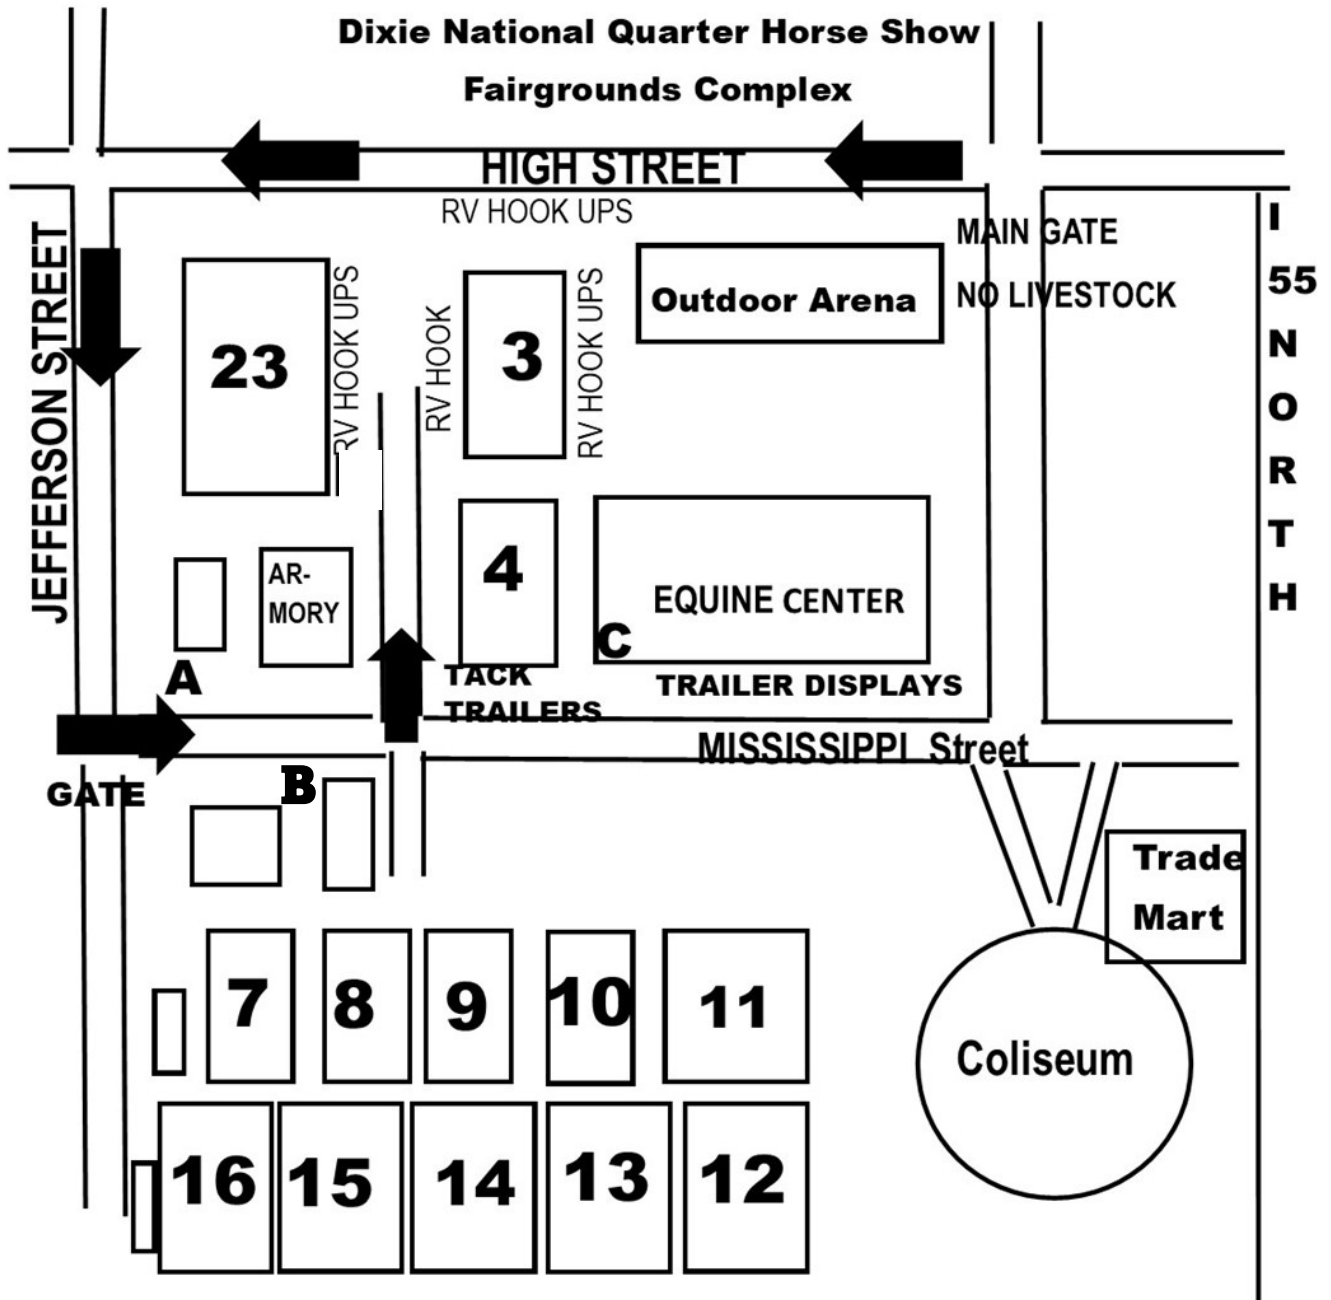 Dixie National Quarter Horse Show
Fairgrounds Complex
HIGH STREET
RV HOOK UPS
MAIN GATE
NO LIVESTOCK
I
55
N
O
R
T
H
JEFFERSON STREET
23
RV HOOK UPS
RV HOOK
3
RV HOOK UPS
Outdoor Arena
AR-
MORY
4
EQUINE CENTER
C
A
TACK
TRAILERS
TRAILER DISPLAYS
MISSISSIPPI Street
GATE
B
Trade
Mart
7
8
9
10
11
Coliseum
16
15
14
13
12